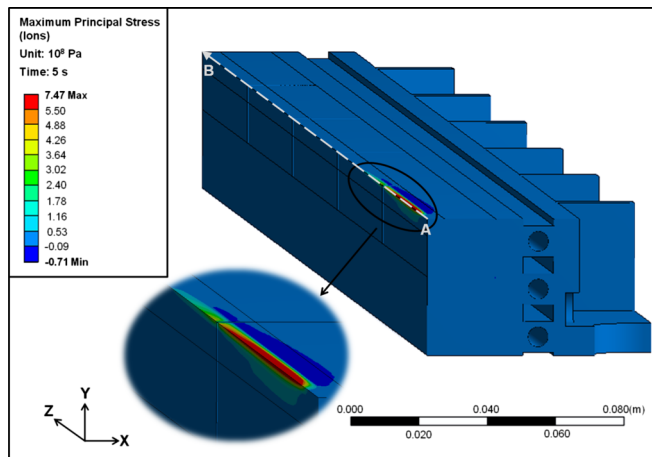 Maximum Principal Stress
(Ions)
Unit: 10⁸ Pa
Time: 5 s
7.47 Max
5.50
4.88
4.26
3.64
3.02
2.40
1.78
1.16
0.53
-0.09
-0.71 Min
B
A
Y
Z
X
0.000 0.040 0.080(m)
0.020 0.060